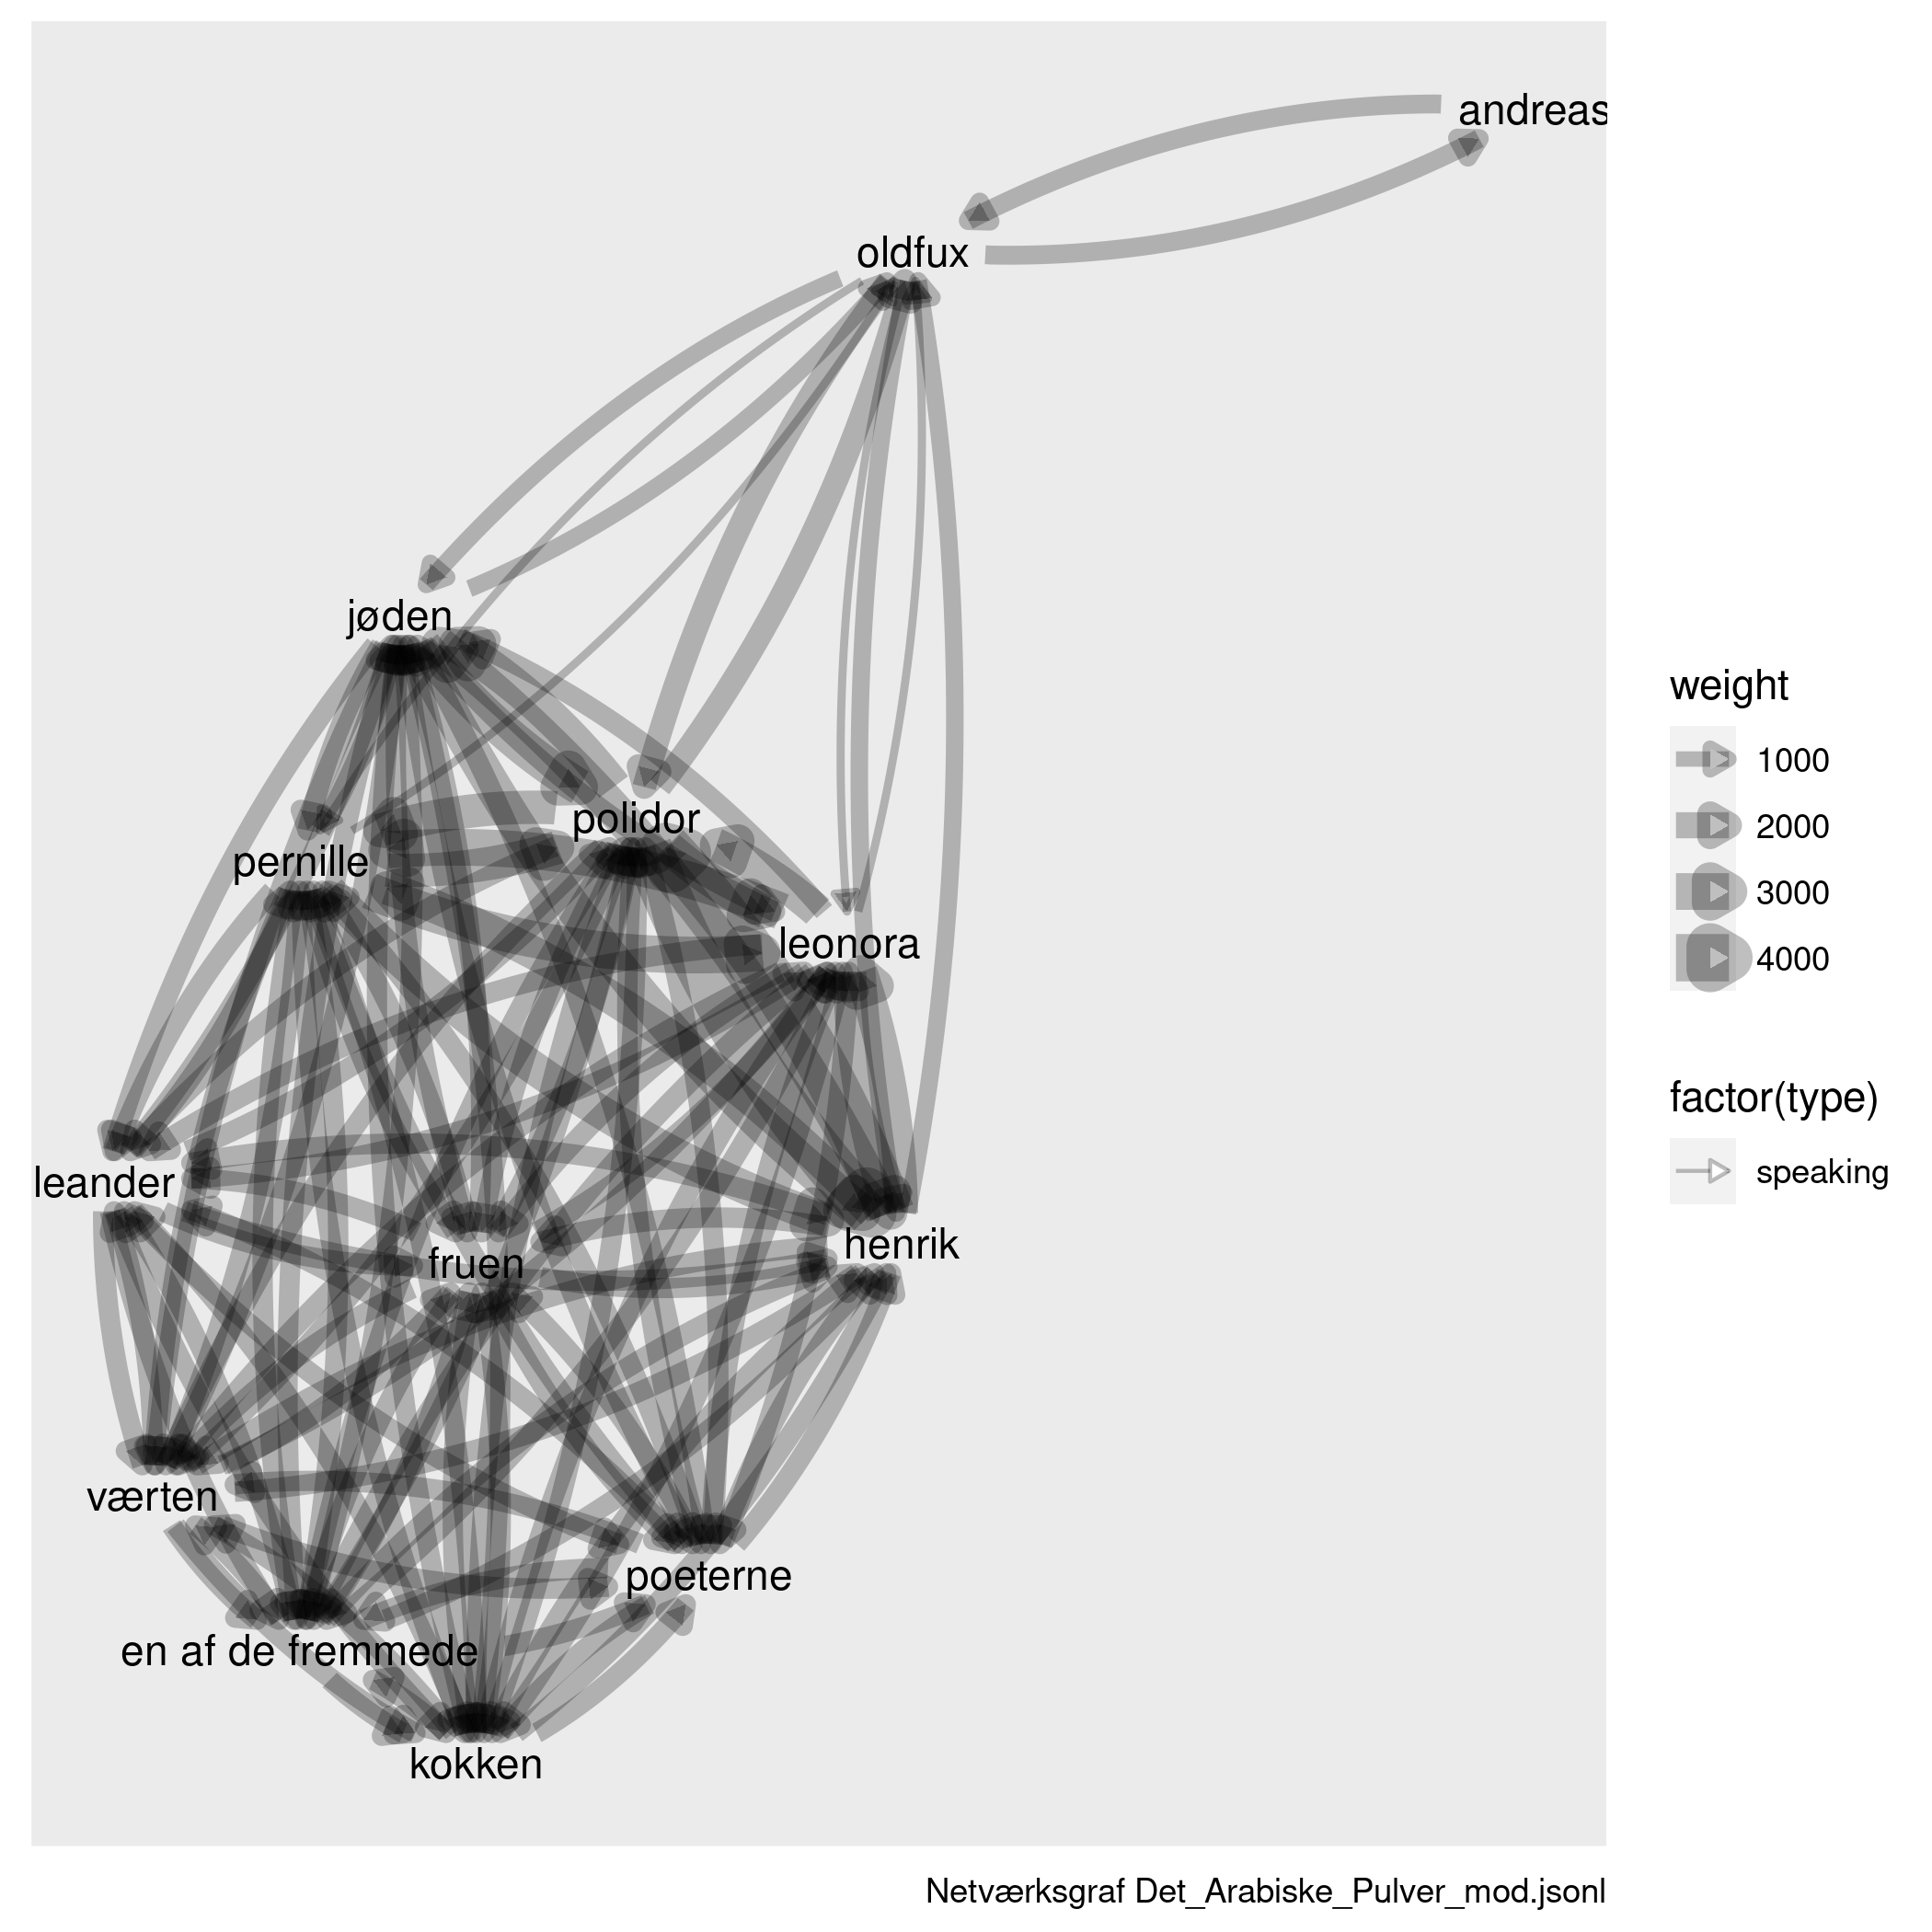 andreas
oldfux
jøden
polidor
pernille
leonora
leander
henrik
fruen
værten
poeterne
en af de fremmede
kokken
weight
1000
2000
3000
4000
factor(type)
speaking
Netværksgraf Det_Arabiske_Pulver_mod.jsonl